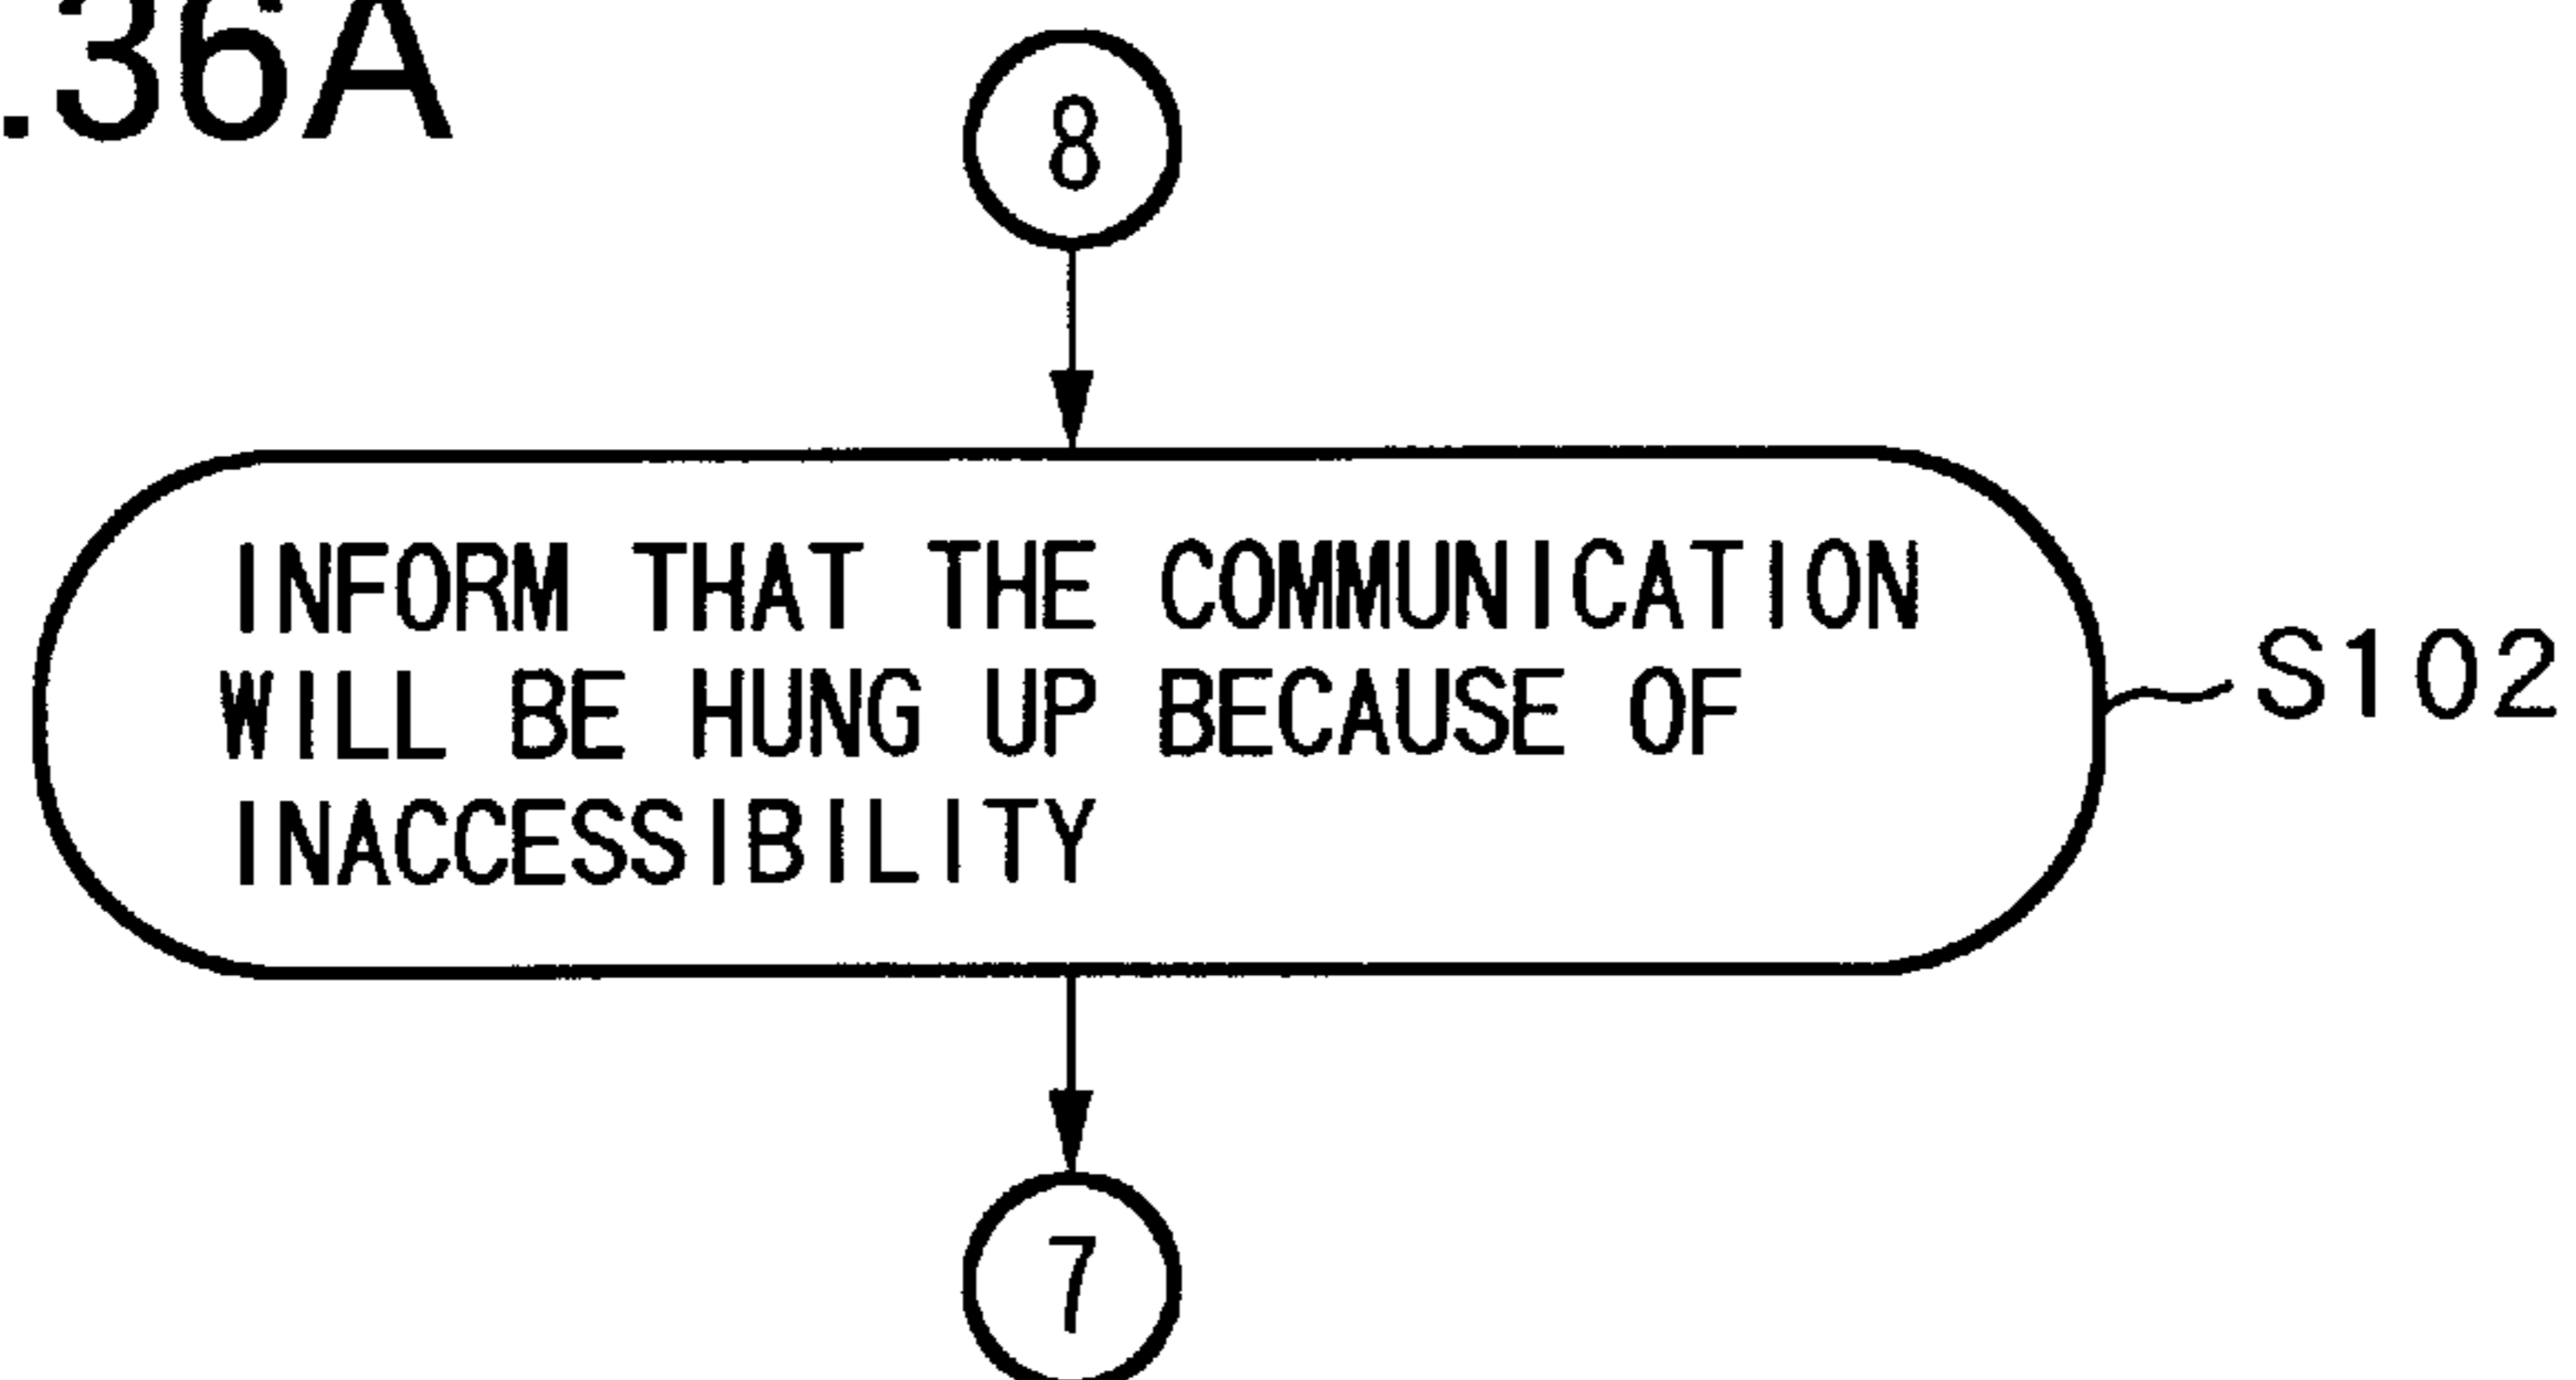 .36A
8
INFORM THAT THE COMMUNICATION
WILL BE HUNG UP BECAUSE OF
INACCESSIBILITY
S102
7